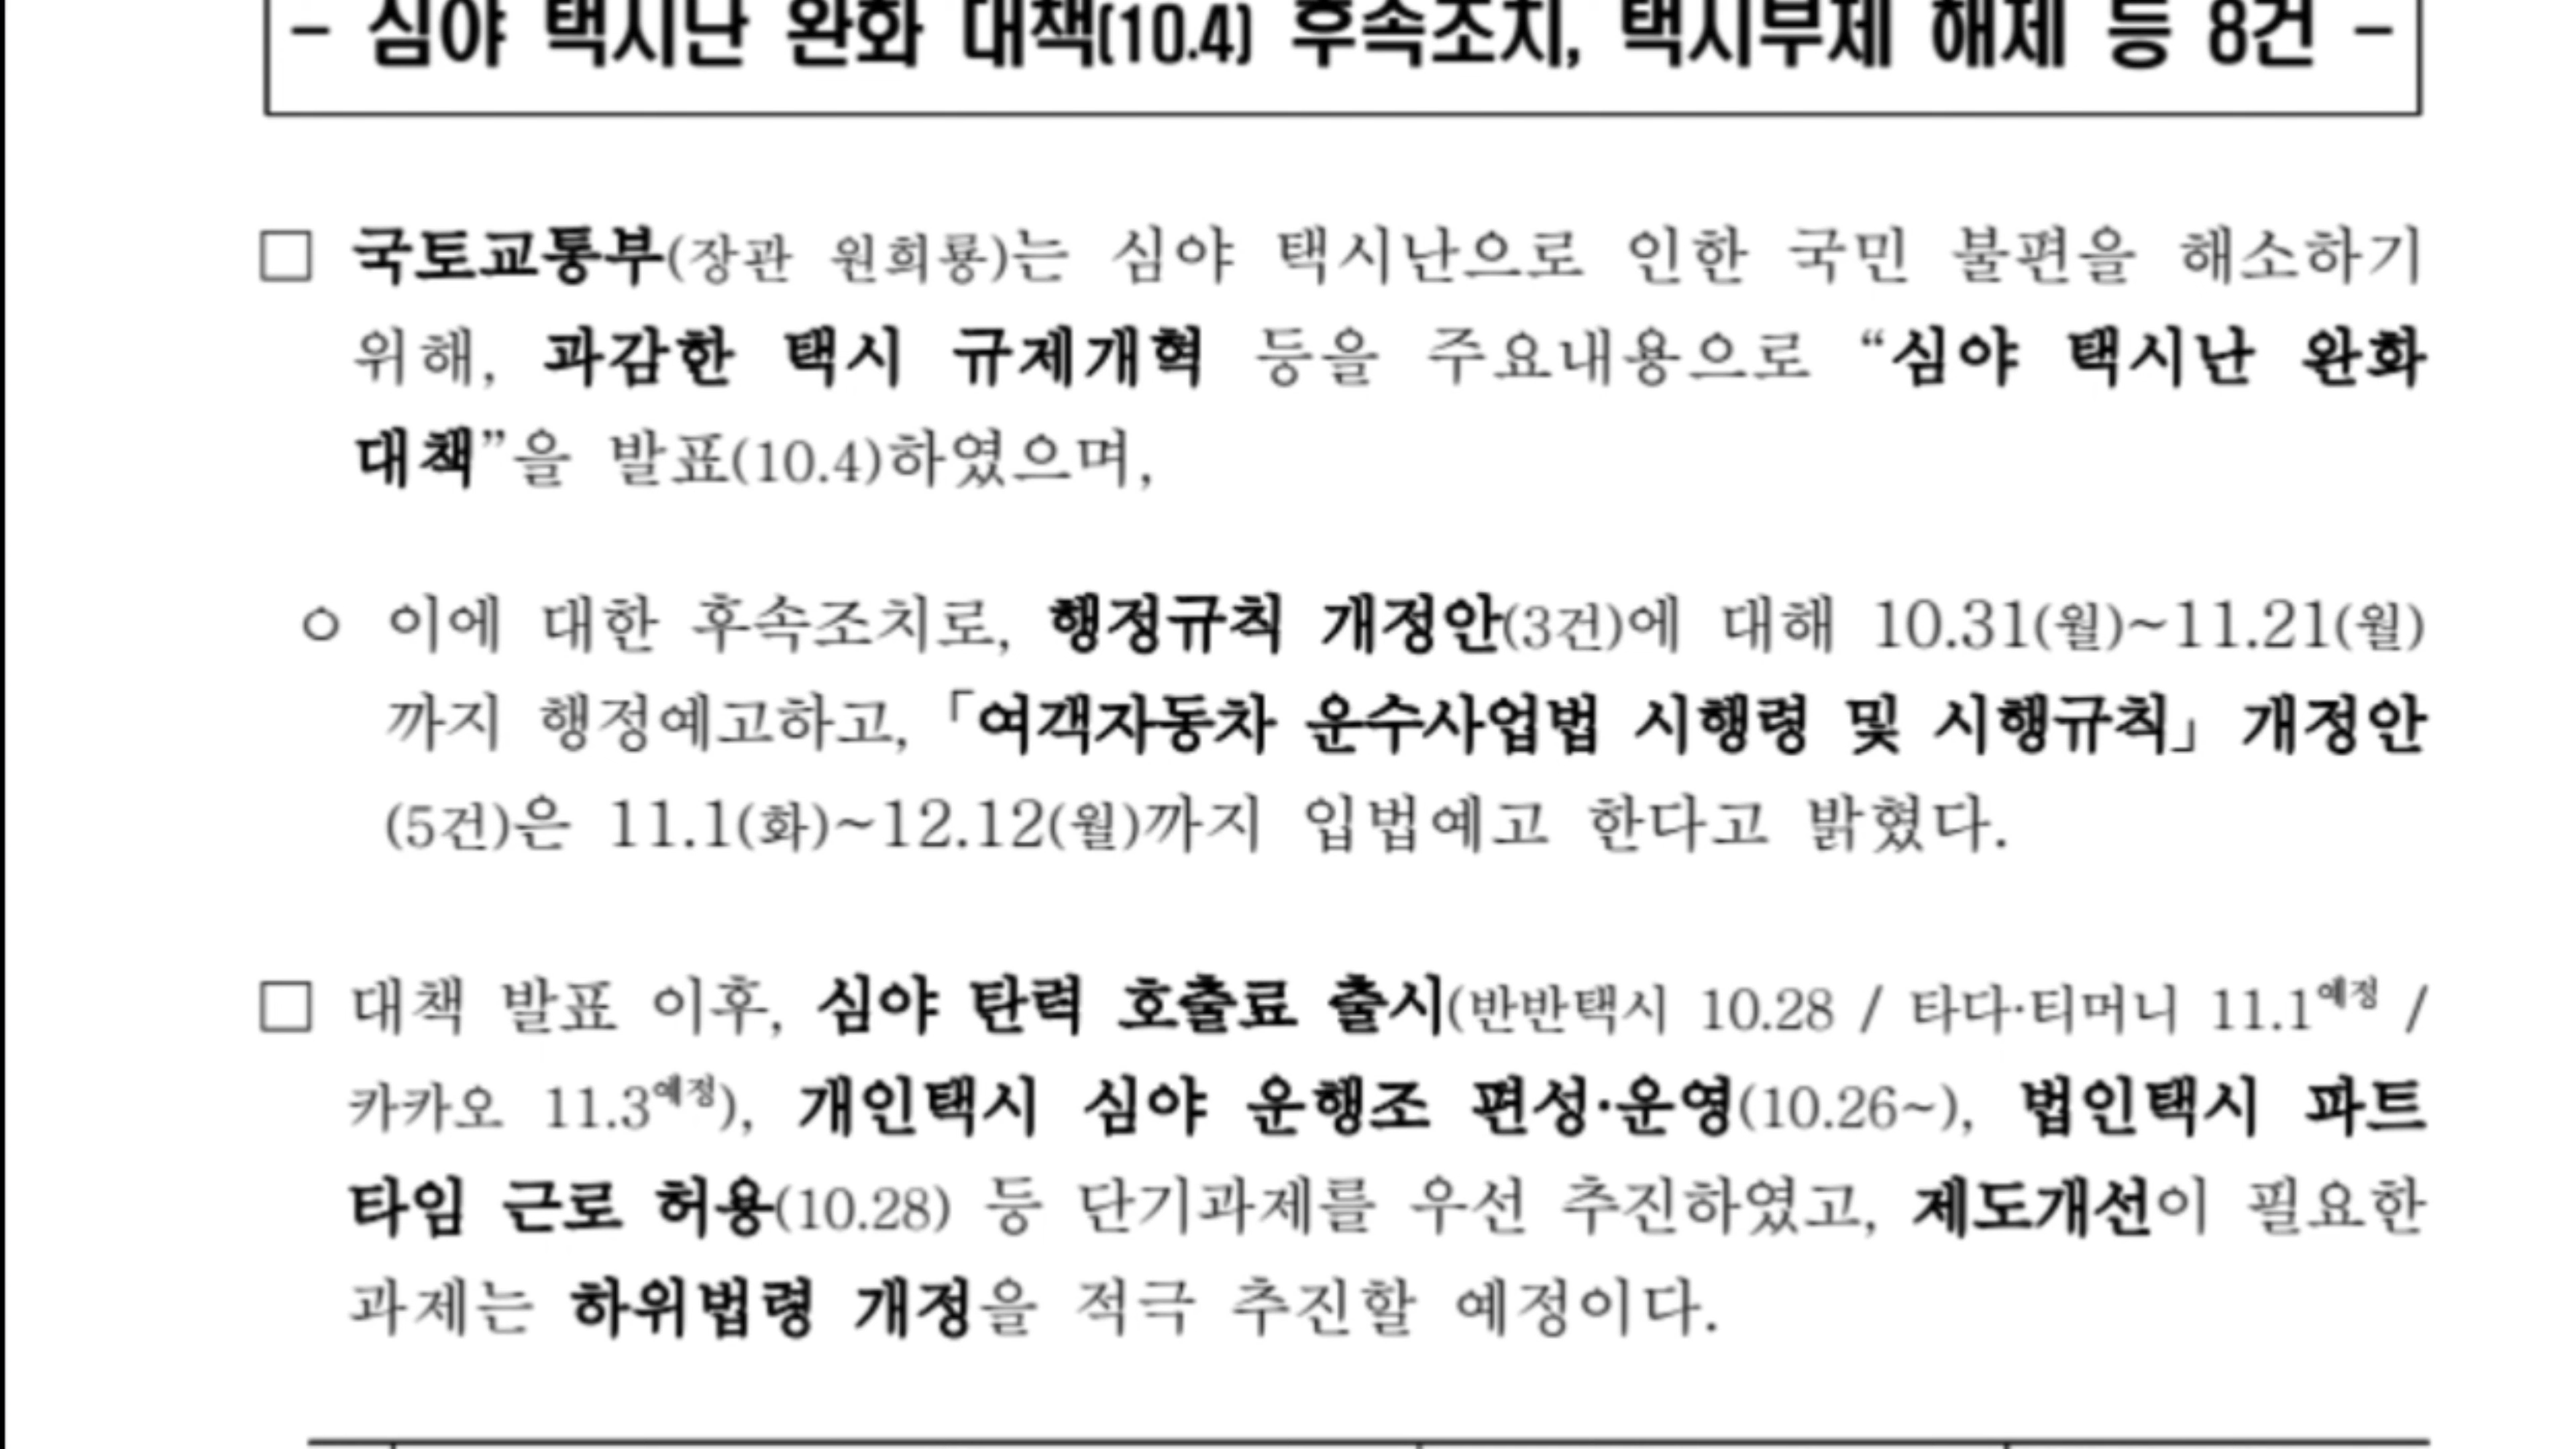 - 심야 택시난 완화 대책(10.4) 후속조치, 택시부제 해제 등 8건 -
□ 국토교통부(장관 원희룡)는 심야 택시난으로 인한 국민 불편을 해소하기
위해, 과감한 택시 규제개혁 등을 주요내용으로 “심야 택시난 완화
대책”을 발표(10.4)하였으며,
ㅇ 이에 대한 후속조치로, 행정규칙 개정안(3건)에 대해 10.31(월)~11.21(월)
까지 행정예고하고, 「여객자동차 운수사업법 시행령 및 시행규칙」 개정안
(5건)은 11.1(화)~12.12(월)까지 입법예고 한다고 밝혔다.
□ 대책 발표 이후, 심야 탄력 호출료 출시(반반택시 10.28 / 타다·티머니 11.1예정 /
카카오 11.3예정), 개인택시 심야 운행조 편성·운영(10.26~), 법인택시 파트
타임 근로 허용(10.28) 등 단기과제를 우선 추진하였고, 제도개선이 필요한
과제는 하위법령 개정을 적극 추진할 예정이다.